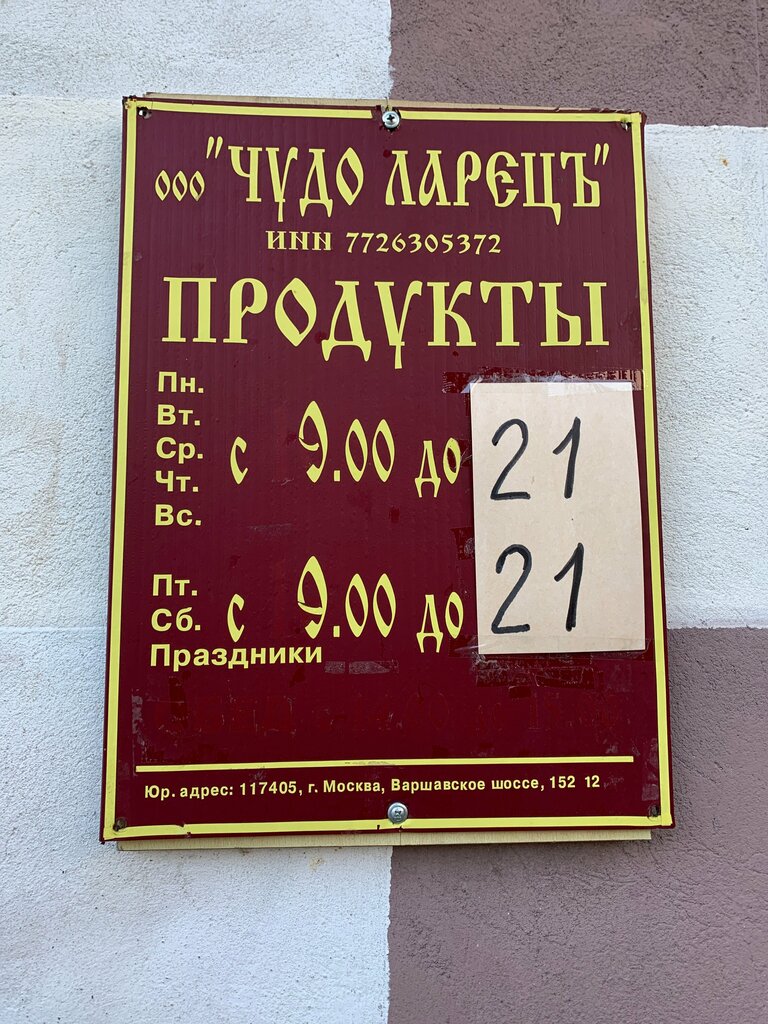 ООО "ЧУДО ЛАРЕЦЪ"
ИНН 7726305372
ПРОДУКТЫ
Пн.
Вт.
Ср.
Чт.
Вс.
с 9.00 до 21
Пт.
Сб.
Праздники
с 9.00 до 21
Юр. адрес: 117405, г. Москва, Варшавское шоссе, 152 12